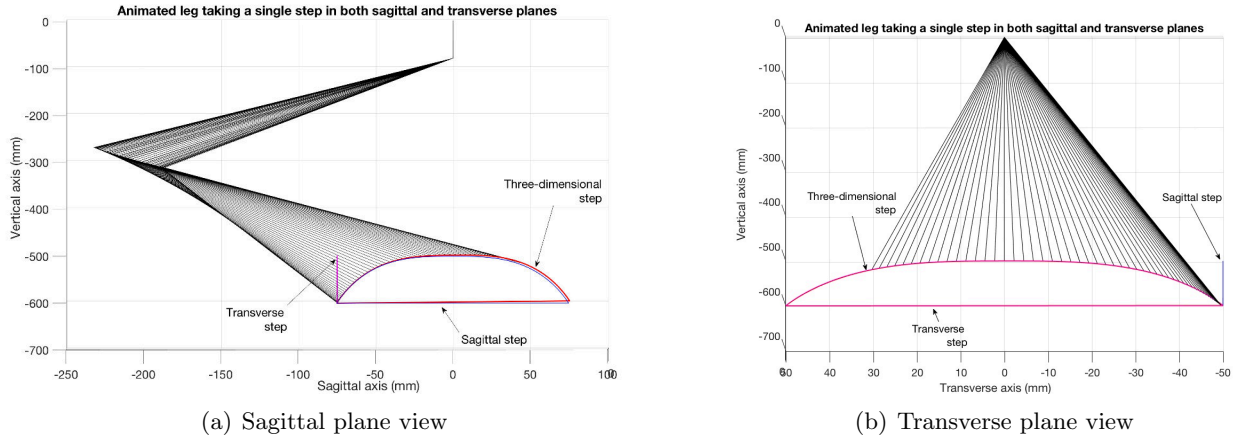 Animated leg taking a single step in both sagittal and transverse planes
0
-100
-200
-300
-400
-500
-600
-700
Vertical axis (mm)
Three-dimensional
step
Transverse
step
Sagittal step
-250
-200
-150
-100
-50
0
50
100
0
Sagittal axis (mm)
(a) Sagittal plane view
Animated leg taking a single step in both sagittal and transverse planes
0
-100
-200
-300
-400
-500
-600
-700
Vertical axis (mm)
Three-dimensional
step
Sagittal step
Transverse
step
50
40
30
20
10
0
-10
-20
-30
-40
-50
Transverse axis (mm)
(b) Transverse plane view